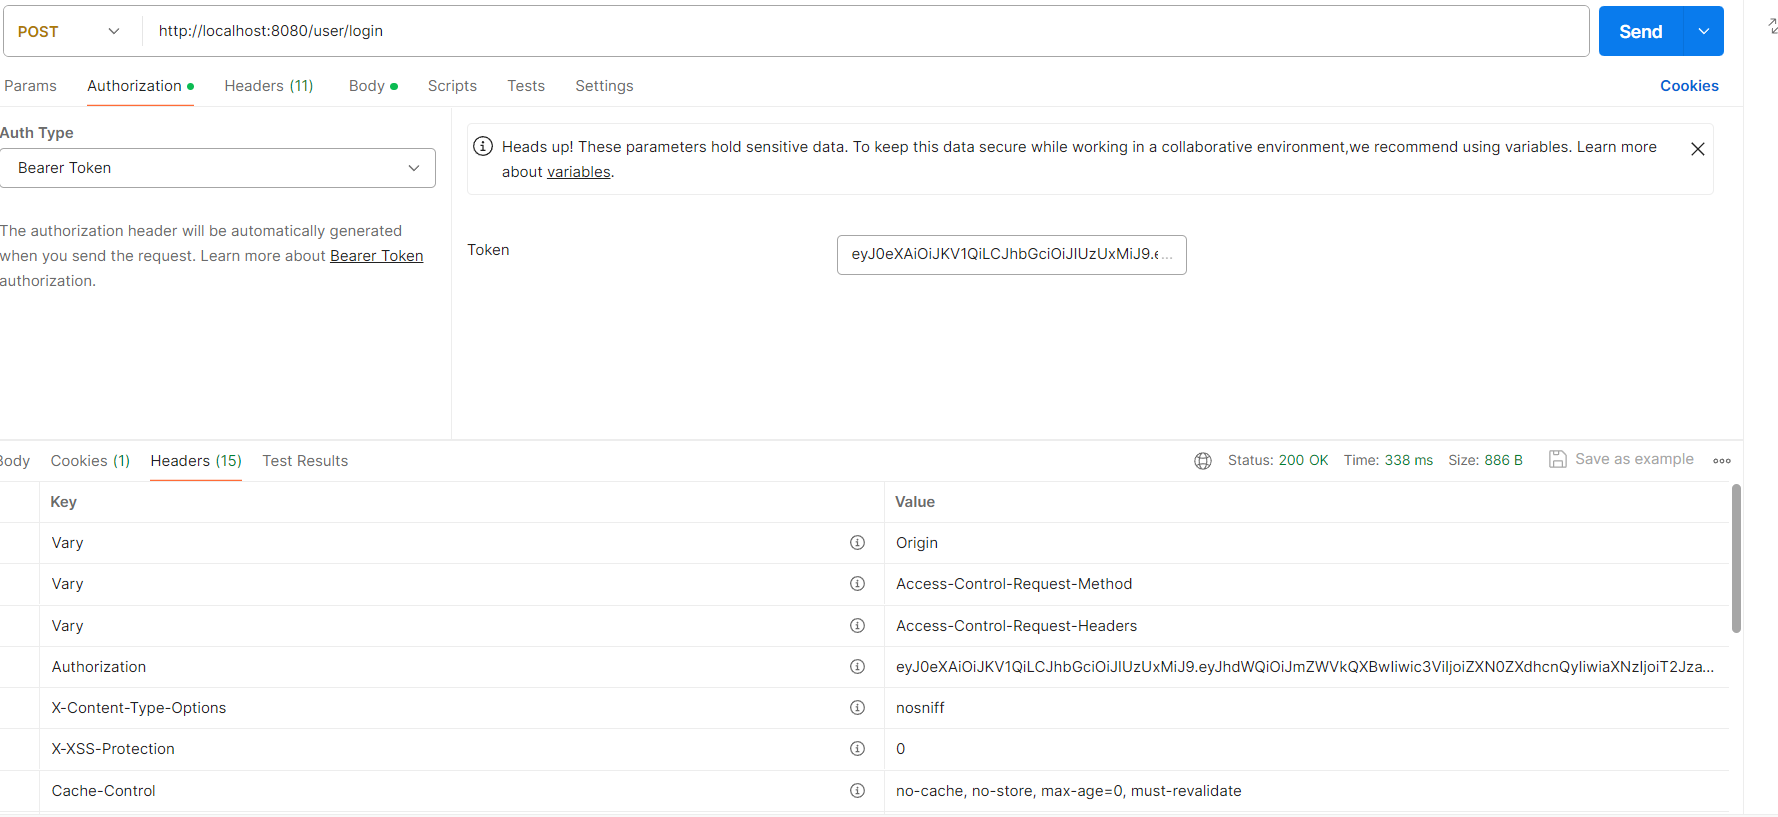 POST http://localhost:8080/user/login Send
Params Authorization Headers (11) Body Scripts Tests Settings Cookies
Auth Type
Bearer Token
The authorization header will be automatically generated
when you send the request. Learn more about Bearer Token
authorization.
Heads up! These parameters hold sensitive data. To keep this data secure while working in a collaborative environment,we recommend using variables. Learn more
about variables.
Token eyJ0eXAiOiJKV1QiLCJhbGciOiJIUzUxMiJ9.e...
Body Cookies (1) Headers (15) Test Results Status: 200 OK Time: 338 ms Size: 886 B Save as example
Key Value
Vary Origin
Vary Access-Control-Request-Method
Vary Access-Control-Request-Headers
Authorization eyJ0eXAiOiJKV1QiLCJhbGciOiJIUzUxMiJ9.eyJhdWQiOiJmZWVkQXBwIiwic3ViIjoiZXN0ZXdhcnQyIiwiaXNzIjoiT2Jza...
X-Content-Type-Options nosniff
X-XSS-Protection 0
Cache-Control no-cache, no-store, max-age=0, must-revalidate